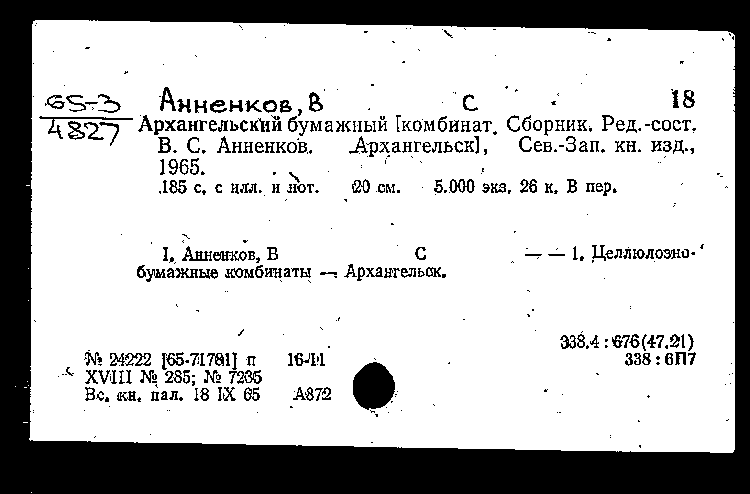 65-3 Анненков, В С 18
4827 Архангельский бумажный [комбинат. Сборник. Ред.-сост.
В. С. Анненков. Архангельск], Сев.-Зап. кн. изд.,
1965.
185 с. с илл. и нот. 20 см. 5.000 экз. 26 к. В пер.
I. Анненков, В С — — 1. Целлюлозно-
бумажные комбинаты — Архангельск.
338.4 : 676(47.21)
№ 24222 [65-71781] п 16-11 338 : 6П7
XVIII № 285; № 7235
Вс. кн. пал. 18 IX 65 А372